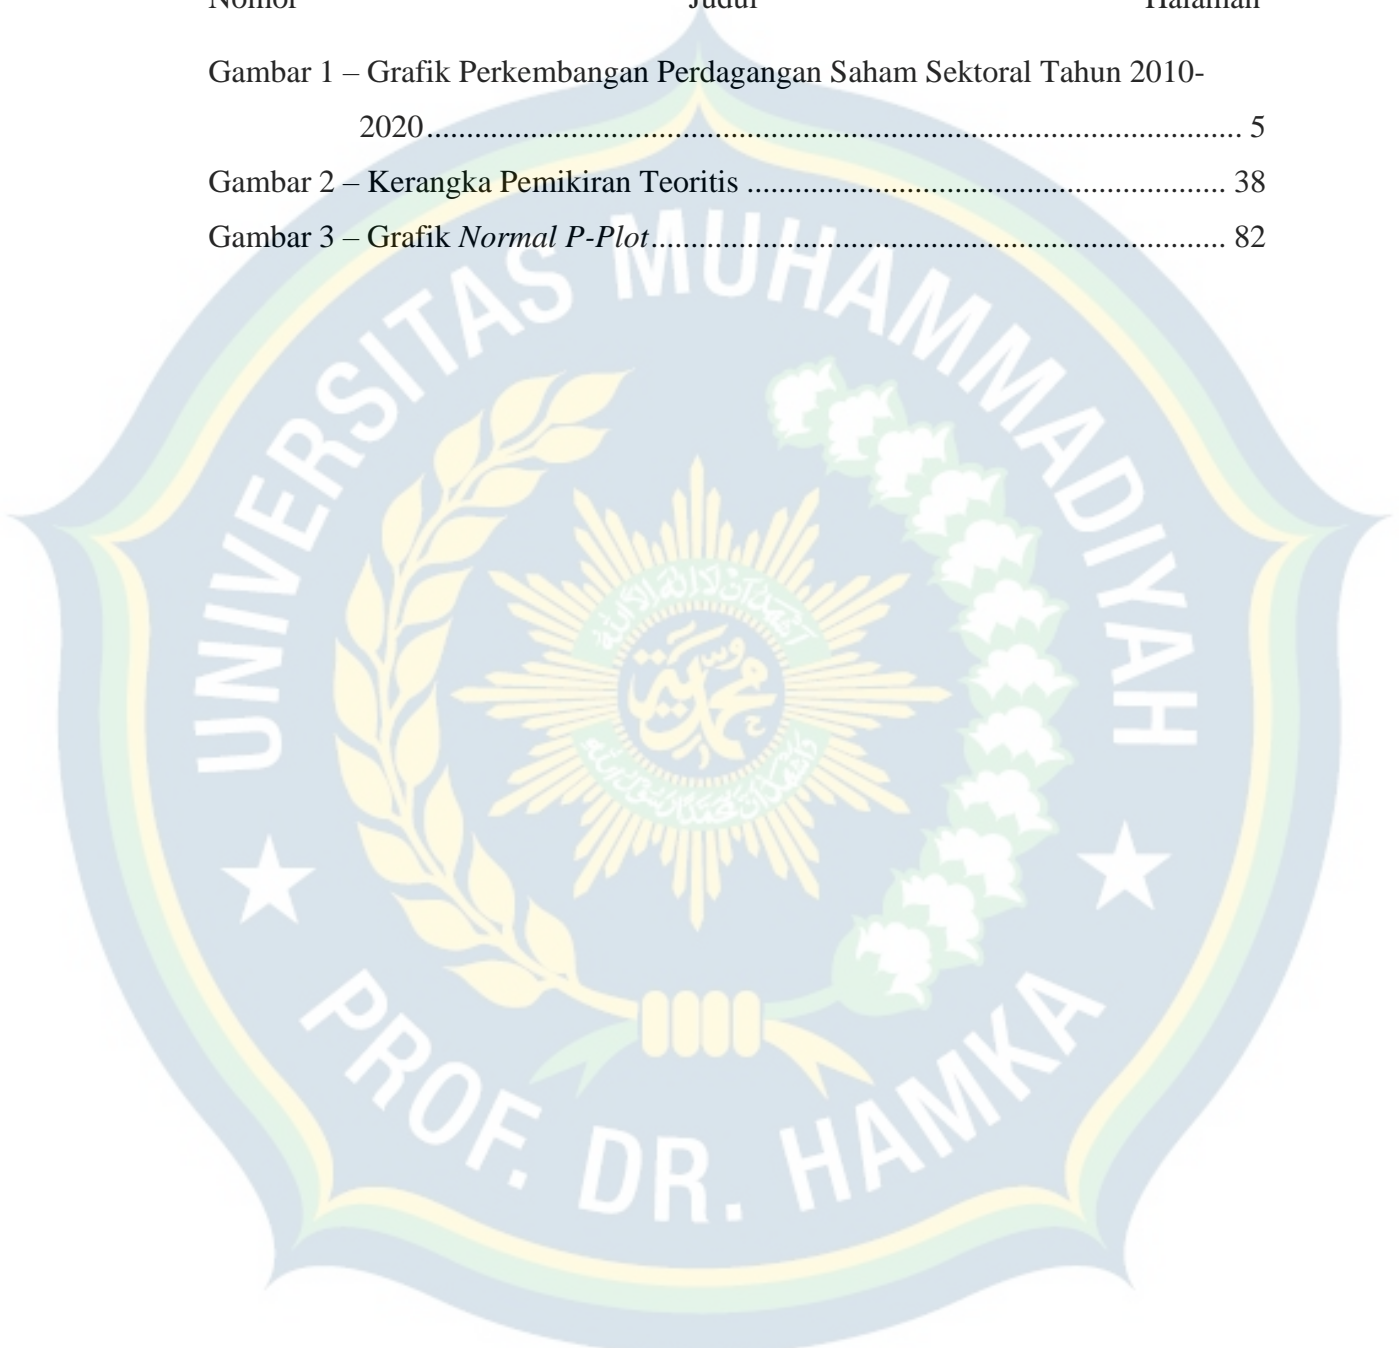 Nomor Judul Halaman
Gambar 1 – Grafik Perkembangan Perdagangan Saham Sektoral Tahun 2010-
2020.................................................................................................... 5
Gambar 2 – Kerangka Pemikiran Teoritis ........................................................... 38
Gambar 3 – Grafik Normal P-Plot....................................................................... 82
UNIVERSITAS MUHAMMADIYAH
محمدية
PROF. DR. HAMKA